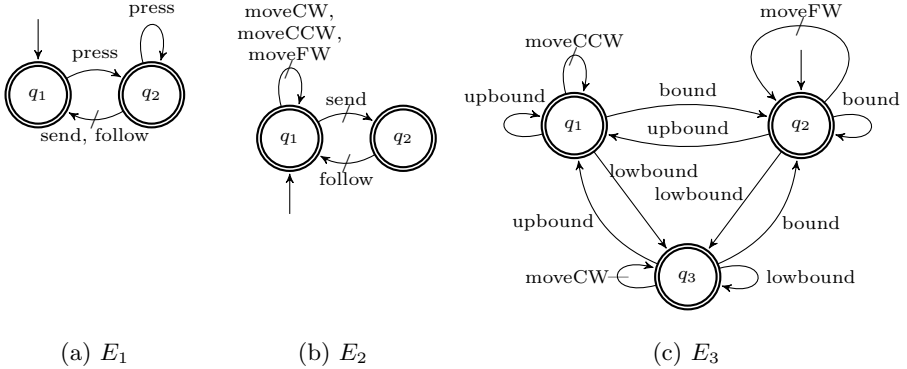 press
press
q1
q2
send, follow
(a) E1
moveCW,
moveCCW,
moveFW
send
q1
q2
follow
(b) E2
moveFW
moveCCW
upbound
bound
bound
q1
q2
upbound
lowbound
lowbound
upbound
bound
moveCW
q3
lowbound
(c) E3